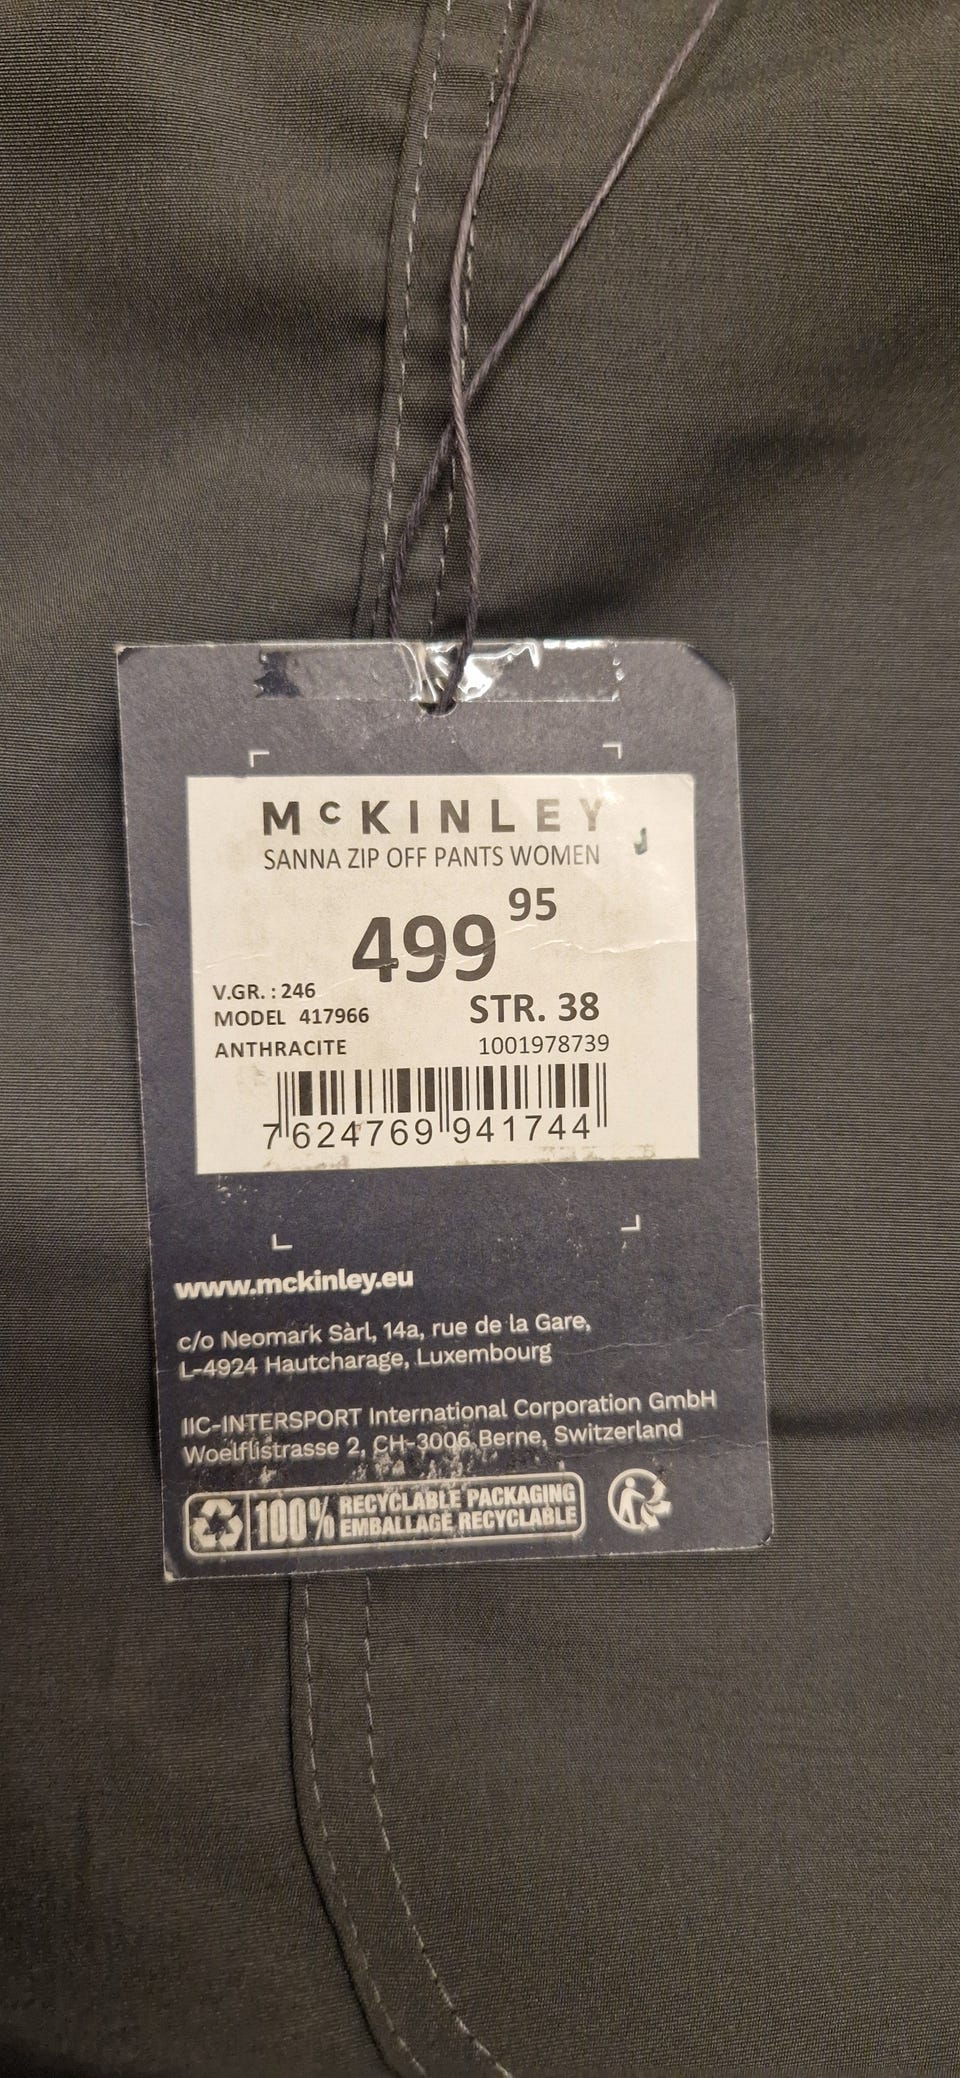 McKINLEY
SANNA ZIP OFF PANTS WOMEN
499 95
V.GR. : 246
MODEL 417966 STR. 38
ANTHRACITE 1001978739
7 624769 941744
www.mckinley.eu
c/o Neomark Sàrl, 14a, rue de la Gare,
L-4924 Hautcharage, Luxembourg
IIC-INTERSPORT International Corporation GmbH
Woelflistrasse 2, CH-3006 Berne, Switzerland
100% RECYCLABLE PACKAGING
EMBALLAGE RECYCLABLE